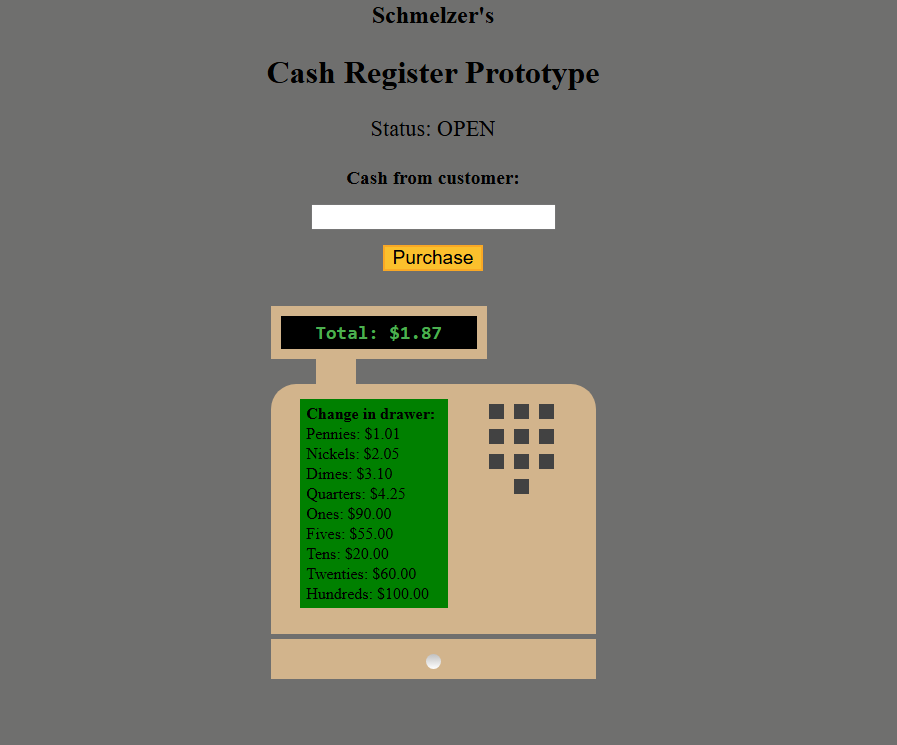 Schmelzer's
Cash Register Prototype
Status: OPEN
Cash from customer:
Purchase
Total: $1.87
Change in drawer:
Pennies: $1.01
Nickels: $2.05
Dimes: $3.10
Quarters: $4.25
Ones: $90.00
Fives: $55.00
Tens: $20.00
Twenties: $60.00
Hundreds: $100.00